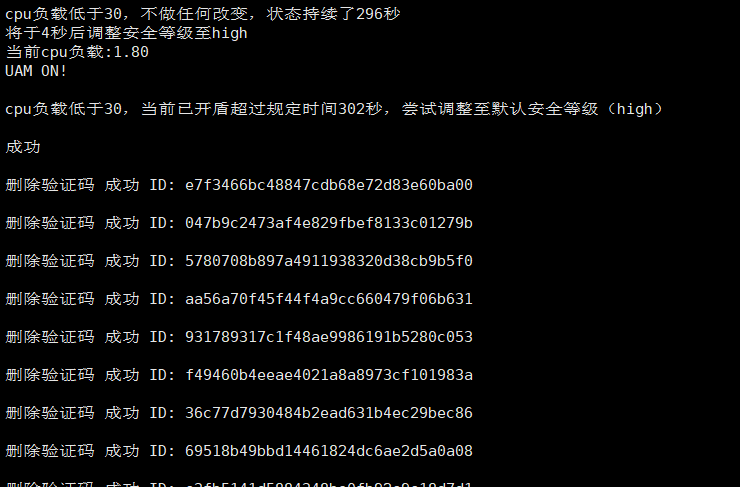 cpu负载低于30，不做任何改变，状态持续了296秒
将于4秒后调整安全等级至high
当前cpu负载:1.80
UAM ON!
cpu负载低于30，当前已开盾超过规定时间302秒，尝试调整至默认安全等级（high）
成功
删除验证码 成功 ID: e7f3466bc48847cdb68e72d83e60ba00
删除验证码 成功 ID: 047b9c2473af4e829fbef8133c01279b
删除验证码 成功 ID: 5780708b897a4911938320d38cb9b5f0
删除验证码 成功 ID: aa56a70f45f44f4a9cc660479f06b631
删除验证码 成功 ID: 931789317c1f48ae9986191b5280c053
删除验证码 成功 ID: f49460b4eeae4021a8a8973cf101983a
删除验证码 成功 ID: 36c77d7930484b2ead631b4ec29bec86
删除验证码 成功 ID: 69518b49bbd14461824dc6ae2d5a0a08
删除验证码 成功 ID: